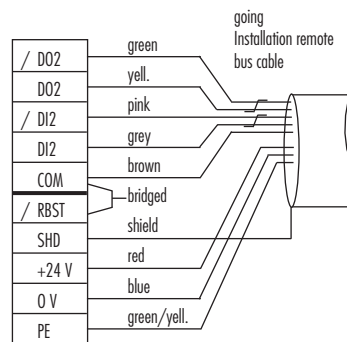 going
Installation remote
bus cable
/ DO2 green
DO2 yell.
/ DI2 pink
DI2 grey
COM brown
bridged
/ RBST
SHD shield
+24 V red
0 V blue
PE green/yell.